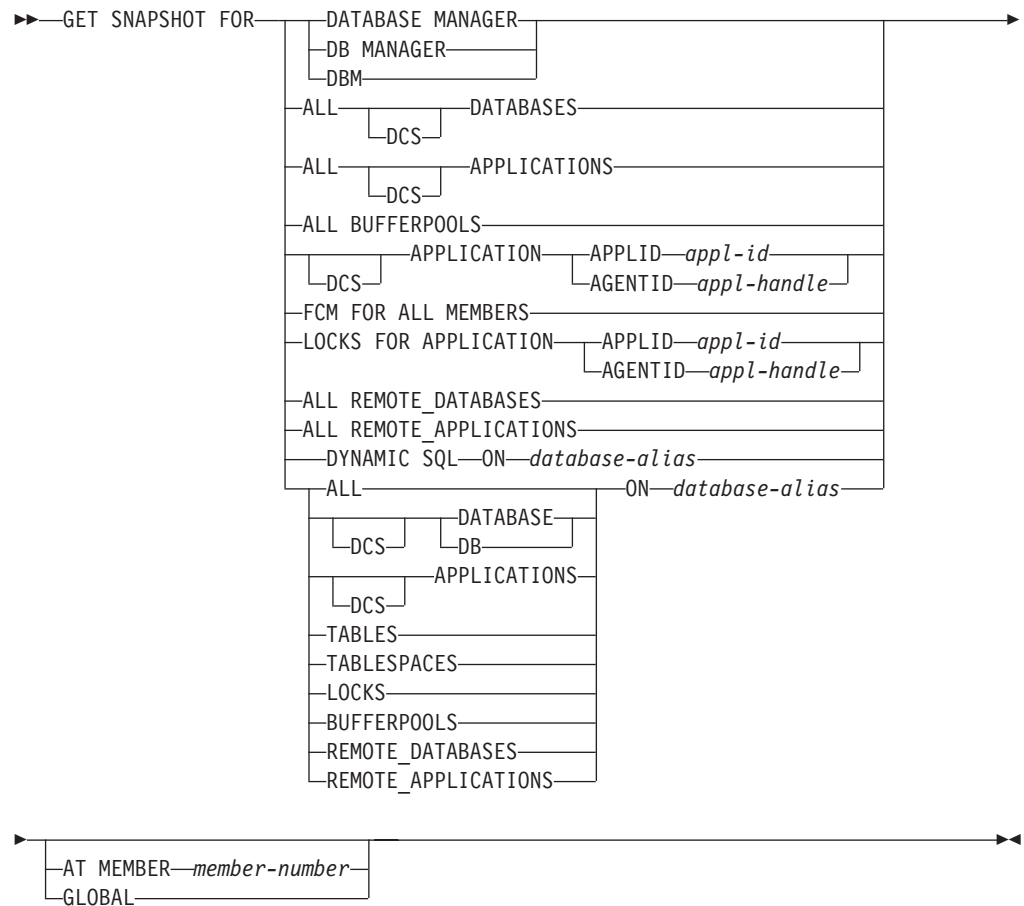 GET SNAPSHOT FOR DATABASE MANAGER
DB MANAGER
DBM
ALL DATABASES
DCS
ALL APPLICATIONS
DCS
ALL BUFFERPOOLS
APPLICATION APPLID appl-id
DCS AGENTID appl-handle
FCM FOR ALL MEMBERS
LOCKS FOR APPLICATION APPLID appl-id
AGENTID appl-handle
ALL REMOTE_DATABASES
ALL REMOTE_APPLICATIONS
DYNAMIC SQL ON database-alias
ALL ON database-alias
DATABASE
DCS DB
APPLICATIONS
DCS
TABLES
TABLESPACES
LOCKS
BUFFERPOOLS
REMOTE_DATABASES
REMOTE_APPLICATIONS
AT MEMBER member-number
GLOBAL